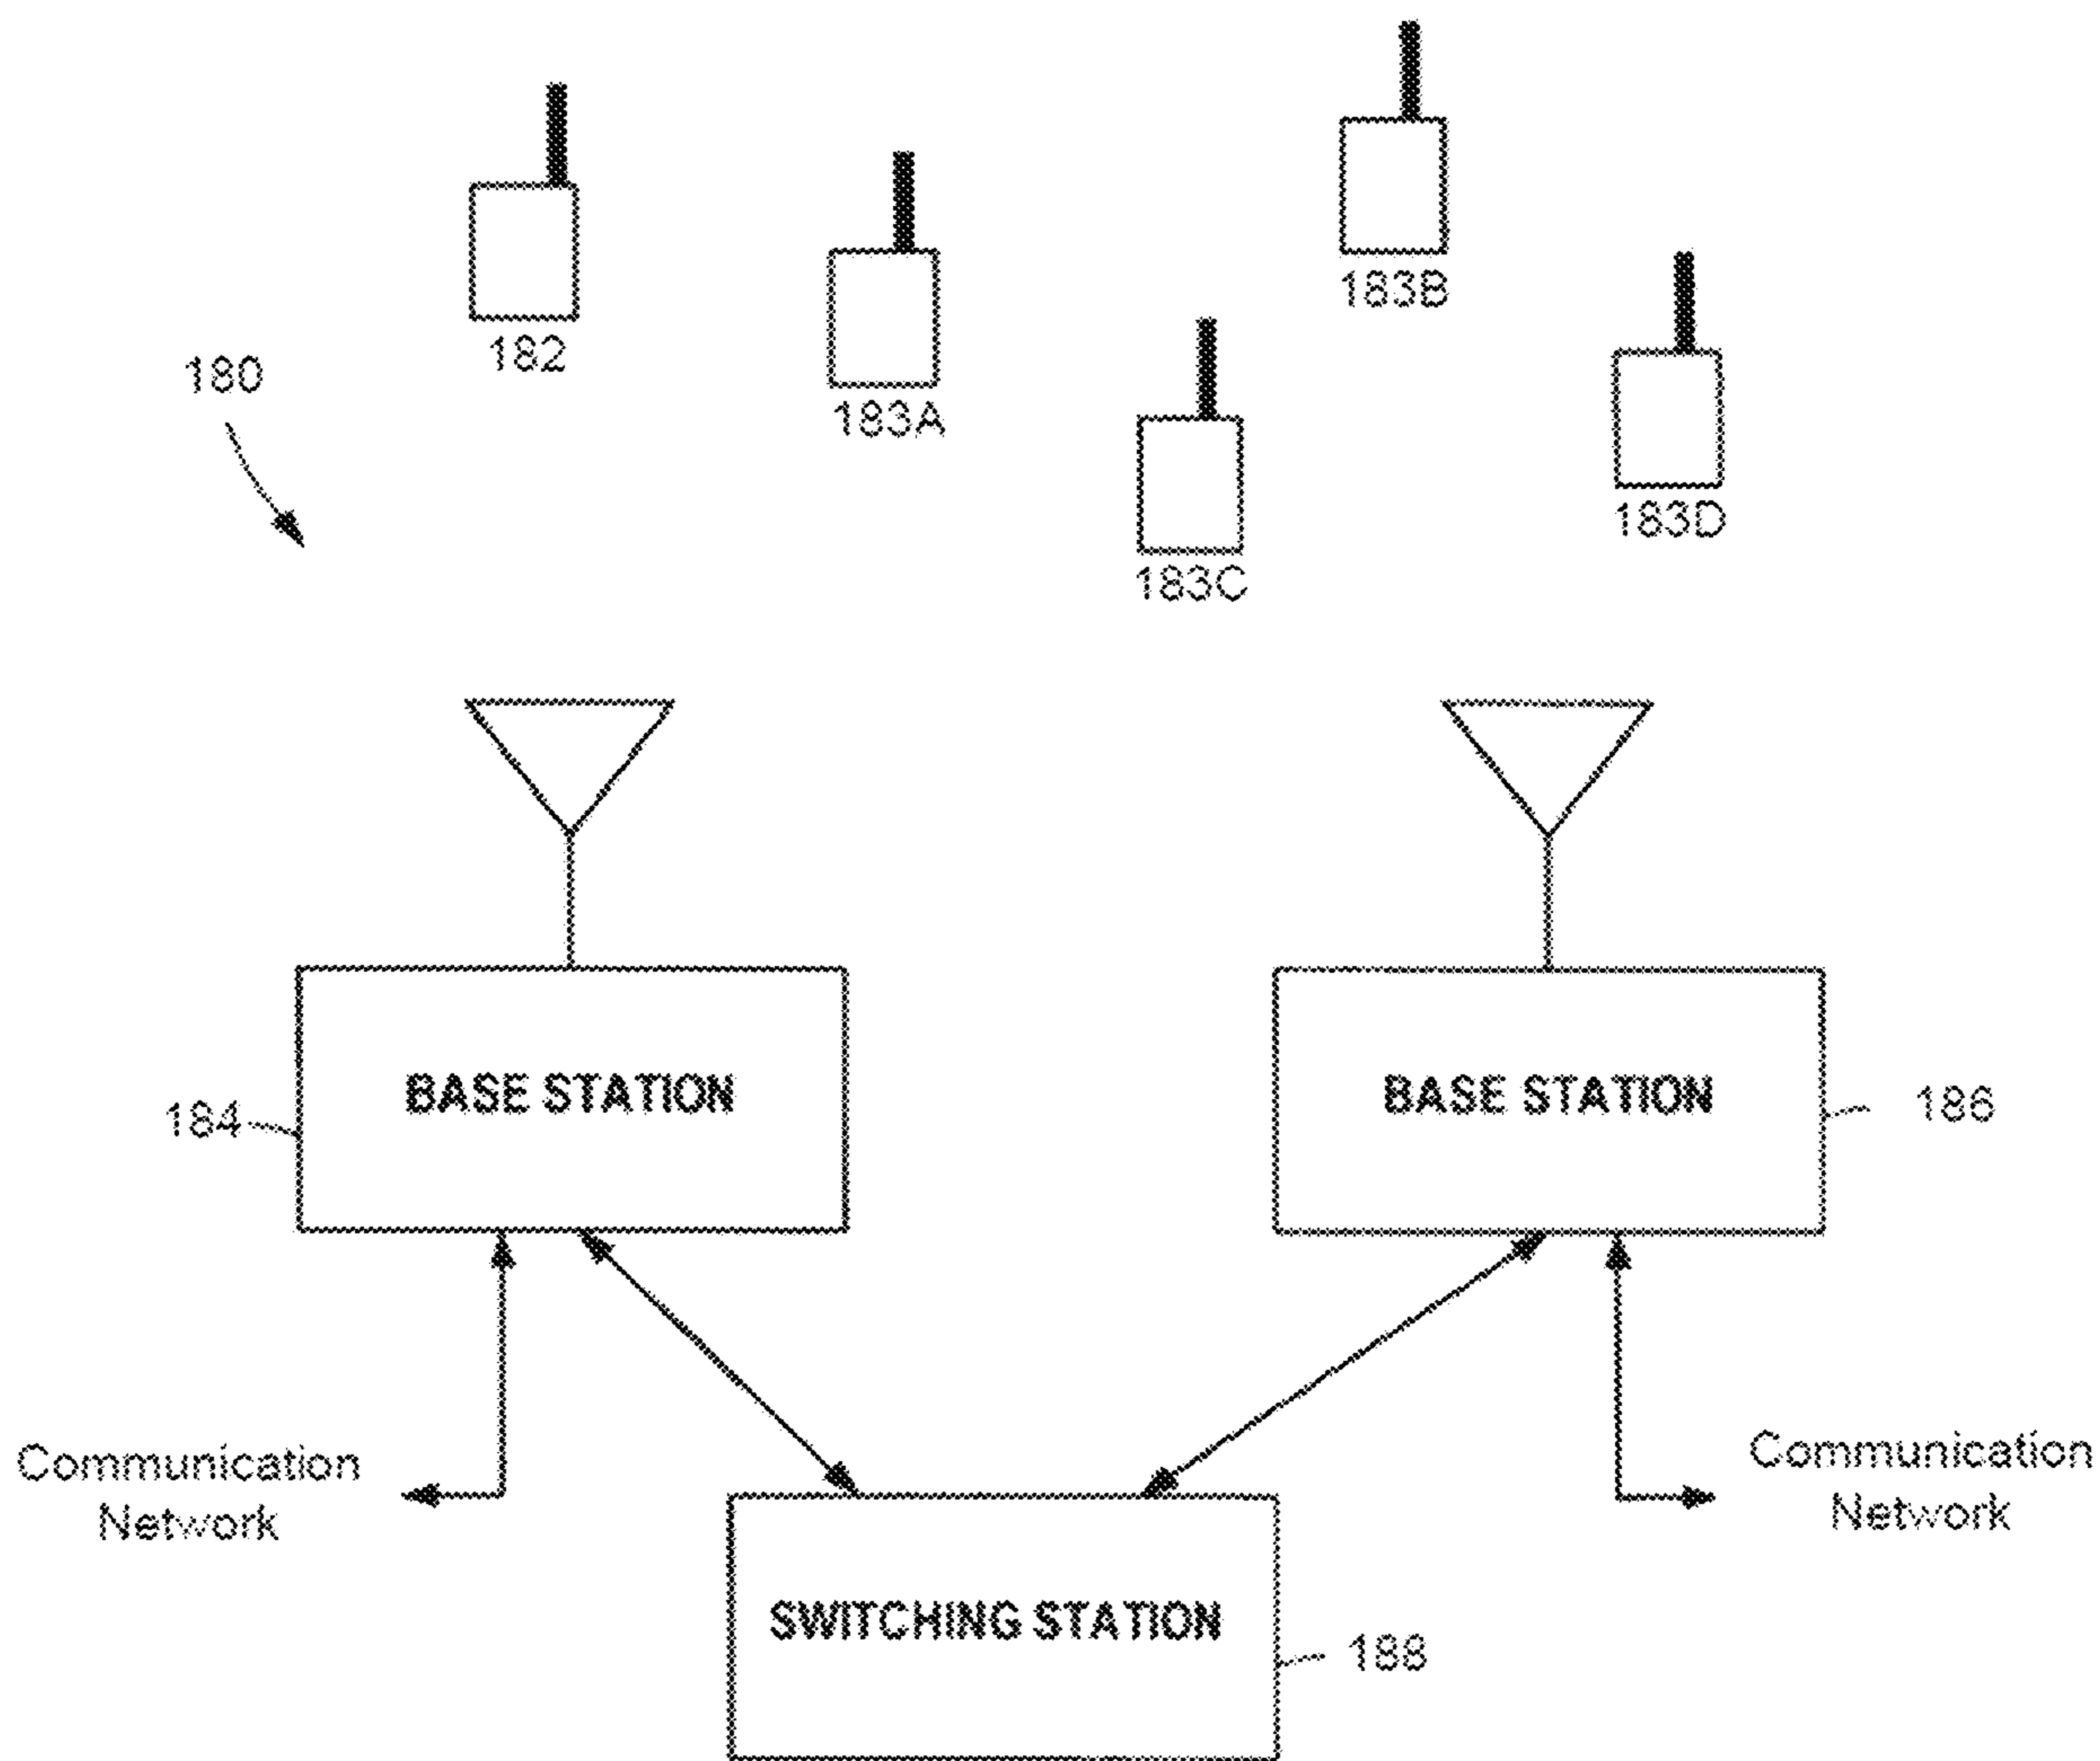 183B
182
180
183A
183D
183C
BASE STATION
BASE STATION
184
186
Communication
Network
Communication
Network
SWITCHING STATION
188